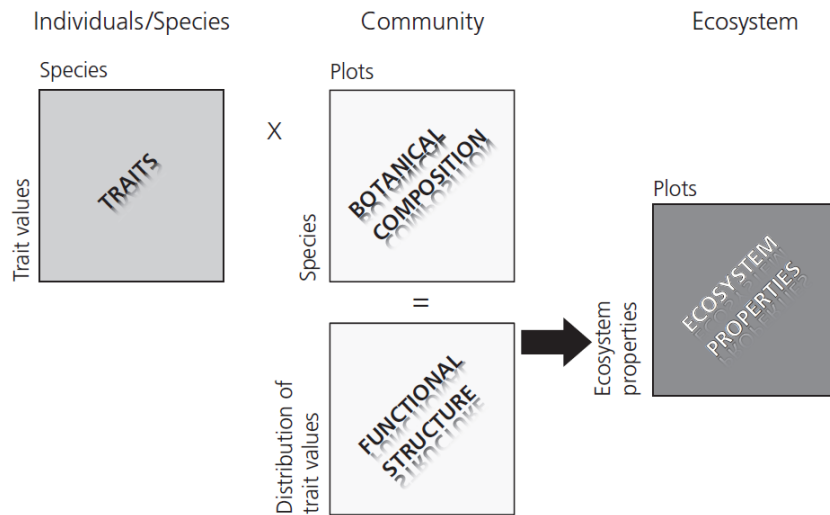 Individuals/Species
Community
Ecosystem
Species
Trait values
TRAITS
X
Plots
Species
BOTANICAL
COMPOSITION
=
Distribution of
trait values
FUNCTIONAL
STRUCTURE
Plots
Ecosystem
properties
ECOSYSTEM
PROPERTIES